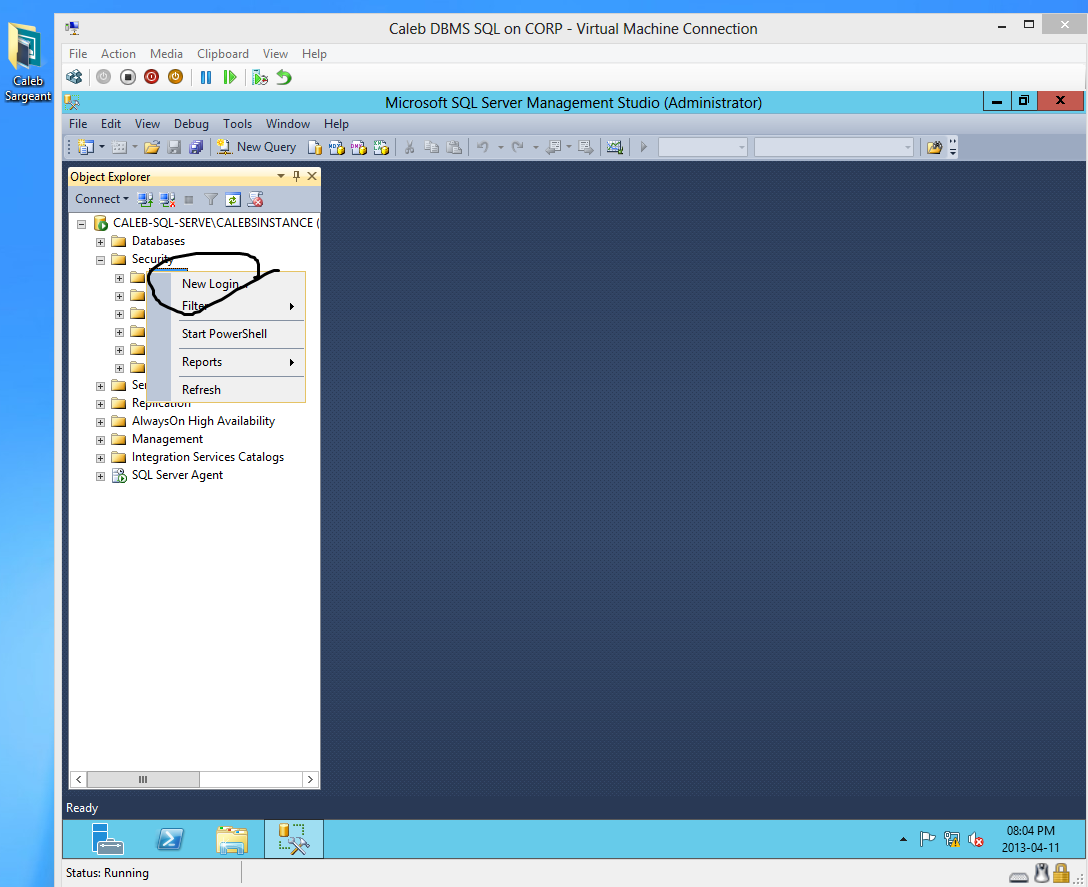 Caleb DBMS SQL on CORP - Virtual Machine Connection
Caleb
Sargeant
File Action Media Clipboard View Help
Microsoft SQL Server Management Studio (Administrator)
File Edit View Debug Tools Window Help
New Query
Object Explorer
Connect
CALEB-SQL-SERVE\CALEBSINSTANCE (
Databases
Security
New Login...
Filter
Start PowerShell
Reports
Refresh
Replication
AlwaysOn High Availability
Management
Integration Services Catalogs
SQL Server Agent
Ready
08:04 PM
2013-04-11
Status: Running